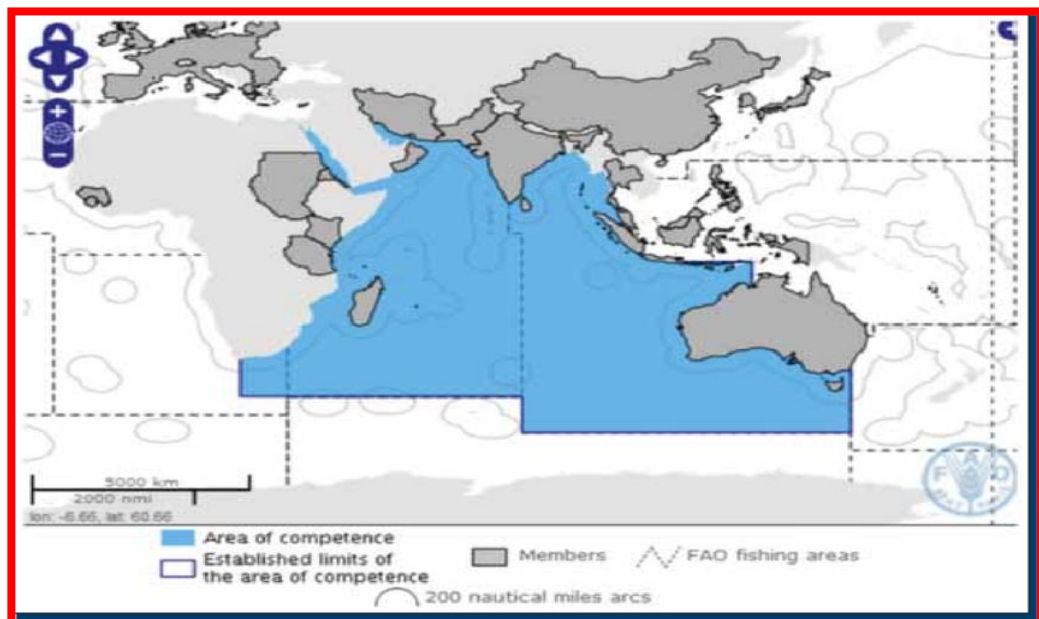 +
−
5000 km
2000 nmi
lon: -6.66, lat: 60.66
F A O
Area of competence
Established limits of
the area of competence
Members
FAO fishing areas
200 nautical miles arcs